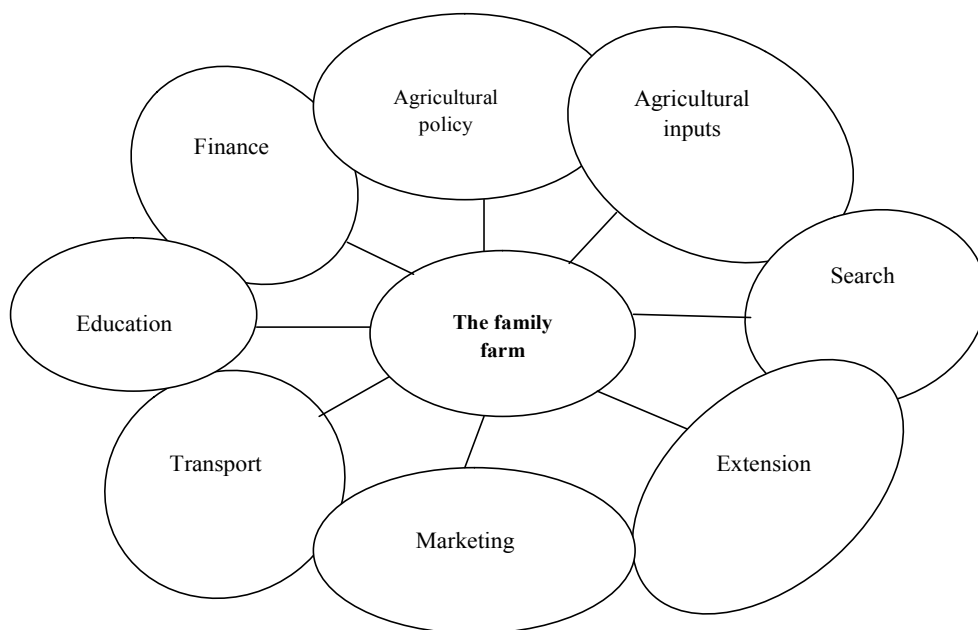 Agricultural
policy
Agricultural
inputs
Finance
Search
Education
The family
farm
Transport
Extension
Marketing